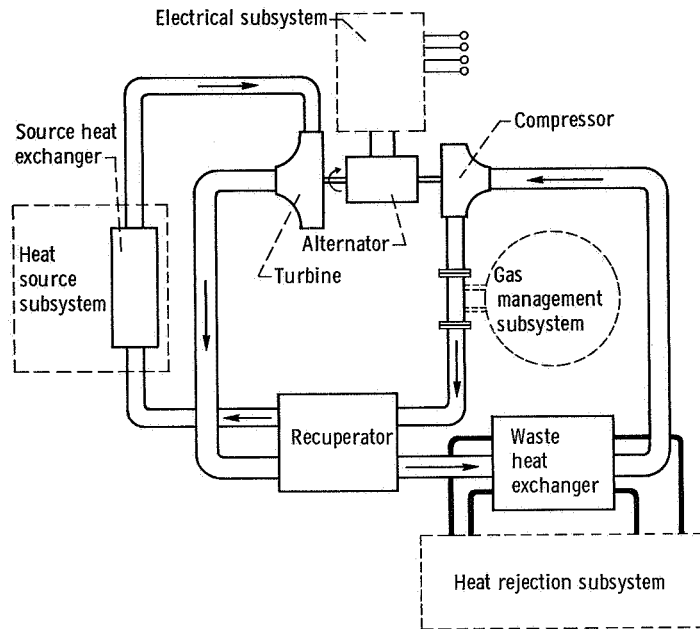 Electrical subsystem
Compressor
Source heat
exchanger
Alternator
Turbine
Heat
source
subsystem
Gas
management
subsystem
Recuperator
Waste
heat
exchanger
Heat rejection subsystem